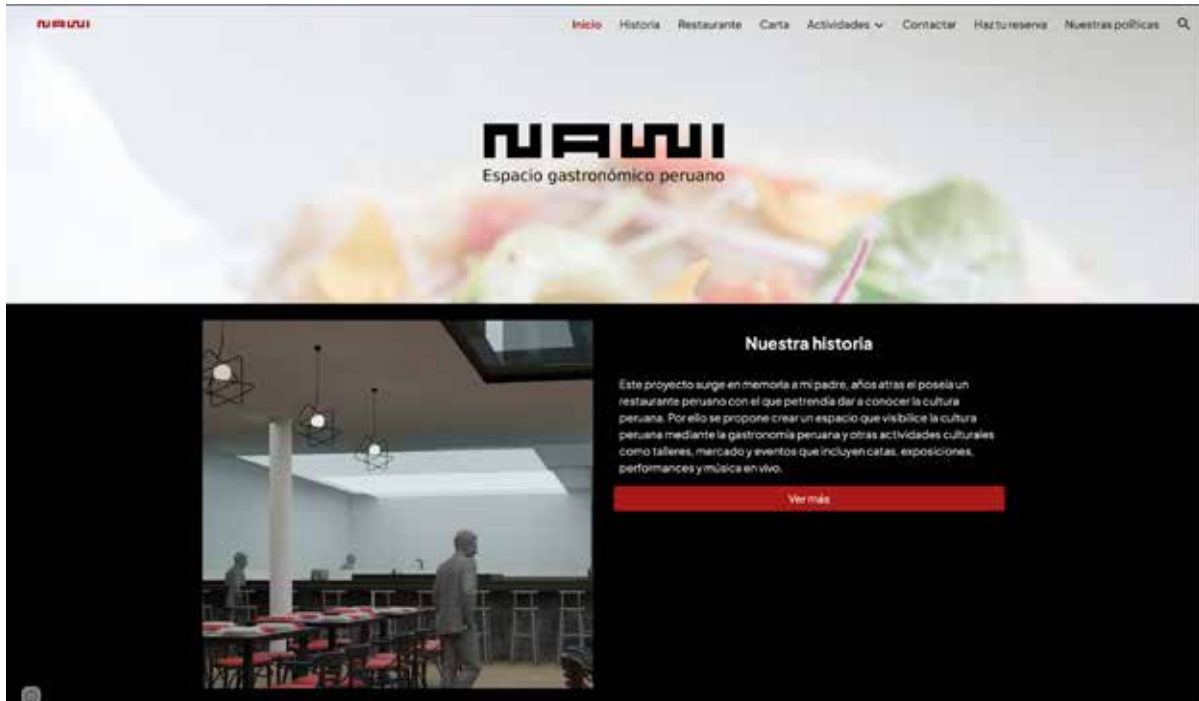 NAWI
Inicio Historia Restaurante Carta Actividades Contactar Haz tu reserva Nuestras políticas
NAWI
Espacio gastronómico peruano
Nuestra historia
Este proyecto surge en memoria a mi padre, años atras el poseía un
restaurante peruano con el que petrendía dar a conocer la cultura
peruana. Por ello se propone crear un espacio que visibilice la cultura
peruana mediante la gastronomía peruana y otras actividades culturales
como talleres, mercado y eventos que incluyen catas, exposiciones,
performances y música en vivo.
Ver más